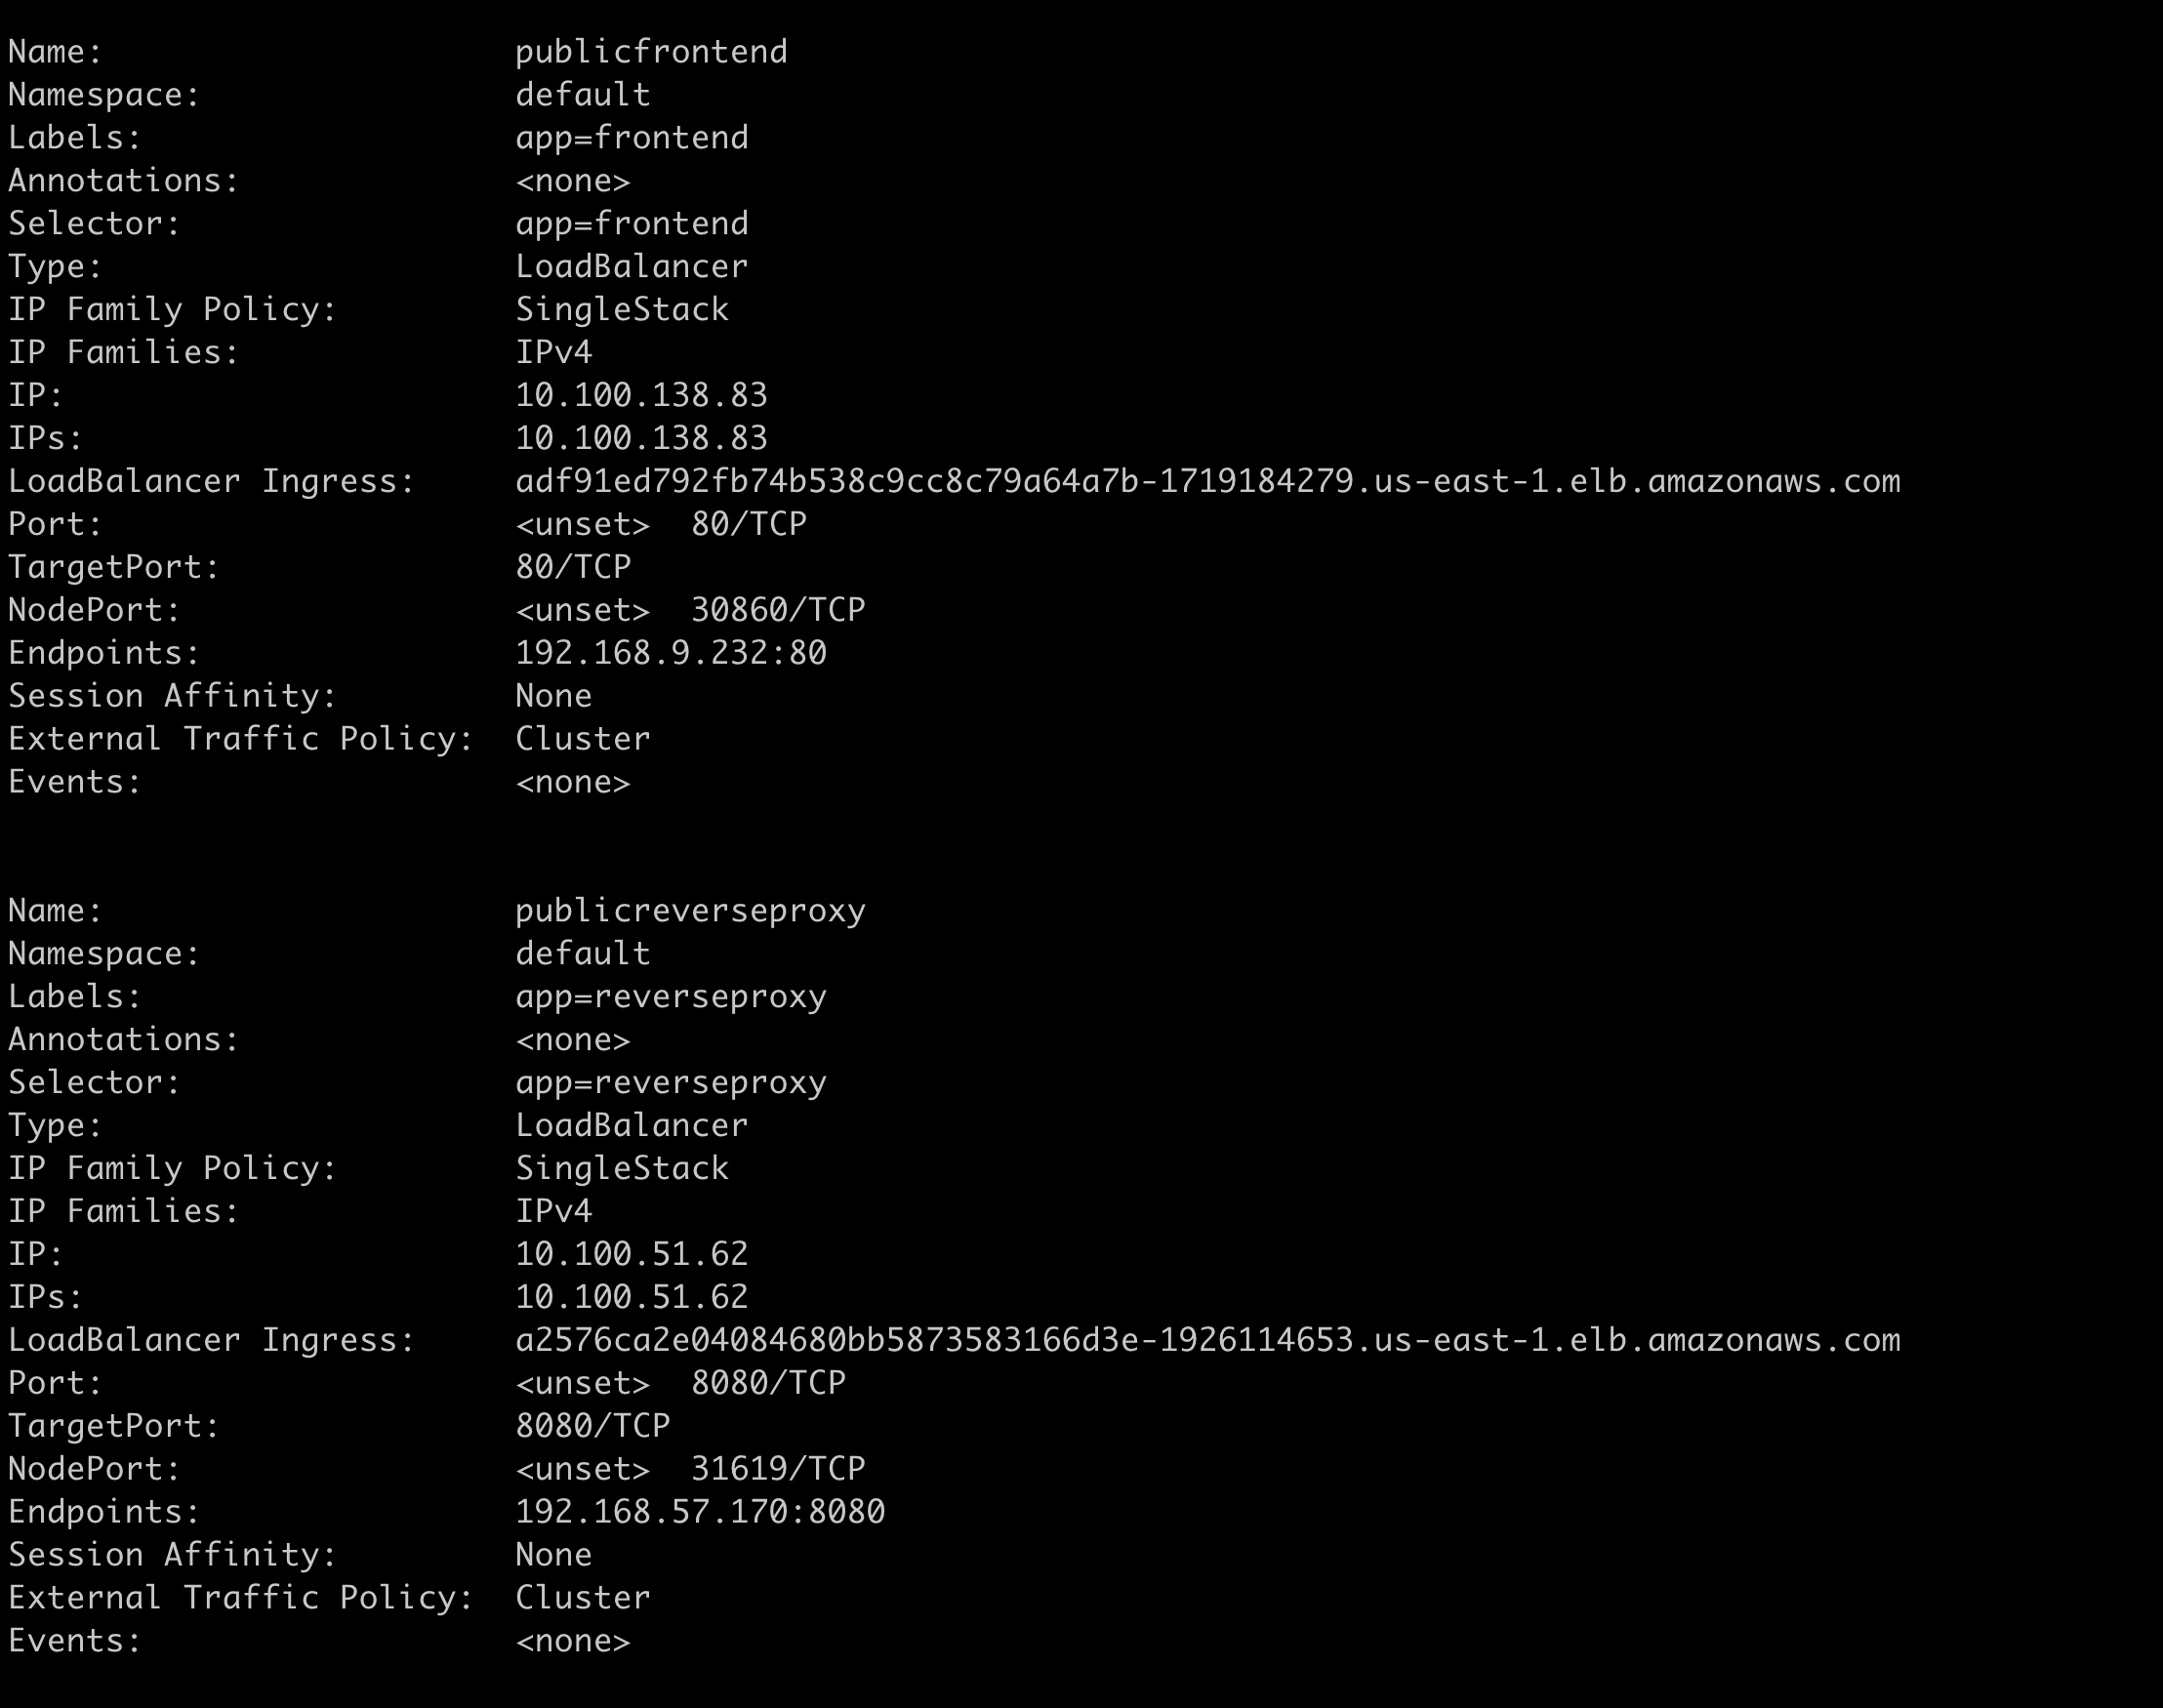 Name:                     publicfrontend
Namespace:                default
Labels:                   app=frontend
Annotations:              <none>
Selector:                 app=frontend
Type:                     LoadBalancer
IP Family Policy:         SingleStack
IP Families:              IPv4
IP:                       10.100.138.83
IPs:                      10.100.138.83
LoadBalancer Ingress:     adf91ed792fb74b538c9cc8c79a64a7b-1719184279.us-east-1.elb.amazonaws.com
Port:                     <unset>  80/TCP
TargetPort:               80/TCP
NodePort:                 <unset>  30860/TCP
Endpoints:                192.168.9.232:80
Session Affinity:         None
External Traffic Policy:  Cluster
Events:                   <none>
Name:                     publicreverseproxy
Namespace:                default
Labels:                   app=reverseproxy
Annotations:              <none>
Selector:                 app=reverseproxy
Type:                     LoadBalancer
IP Family Policy:         SingleStack
IP Families:              IPv4
IP:                       10.100.51.62
IPs:                      10.100.51.62
LoadBalancer Ingress:     a2576ca2e04084680bb5873583166d3e-1926114653.us-east-1.elb.amazonaws.com
Port:                     <unset>  8080/TCP
TargetPort:               8080/TCP
NodePort:                 <unset>  31619/TCP
Endpoints:                192.168.57.170:8080
Session Affinity:         None
External Traffic Policy:  Cluster
Events:                   <none>